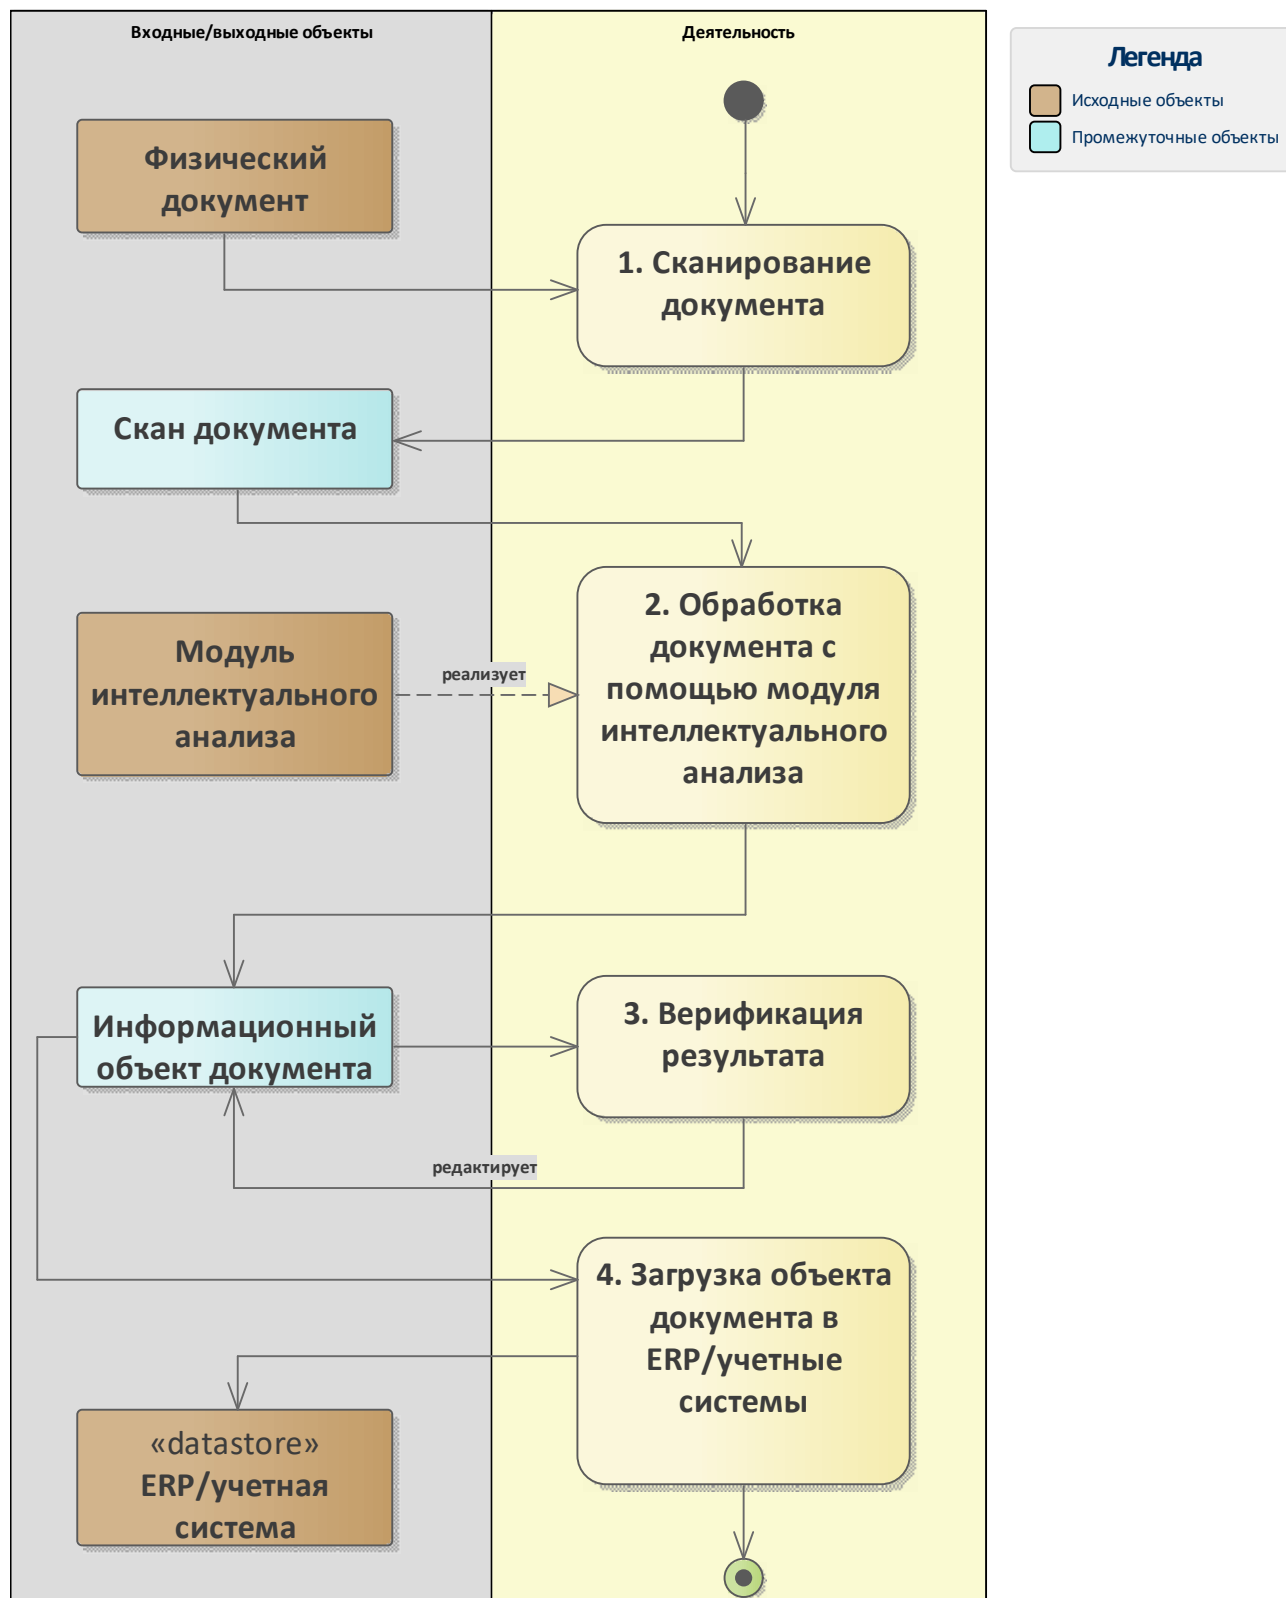 Входные/выходные объекты
Деятельность
Легенда
Исходные объекты
Промежуточные объекты
Физический
документ
1. Сканирование
документа
Скан документа
2. Обработка
документа с
помощью модуля
интеллектуального
анализа
Модуль
интеллектуального
анализа
реализует
Информационный
объект документа
3. Верификация
результата
редактирует
4. Загрузка объекта
документа в
ERP/учетные
системы
«datastore»
ERP/учетная
система